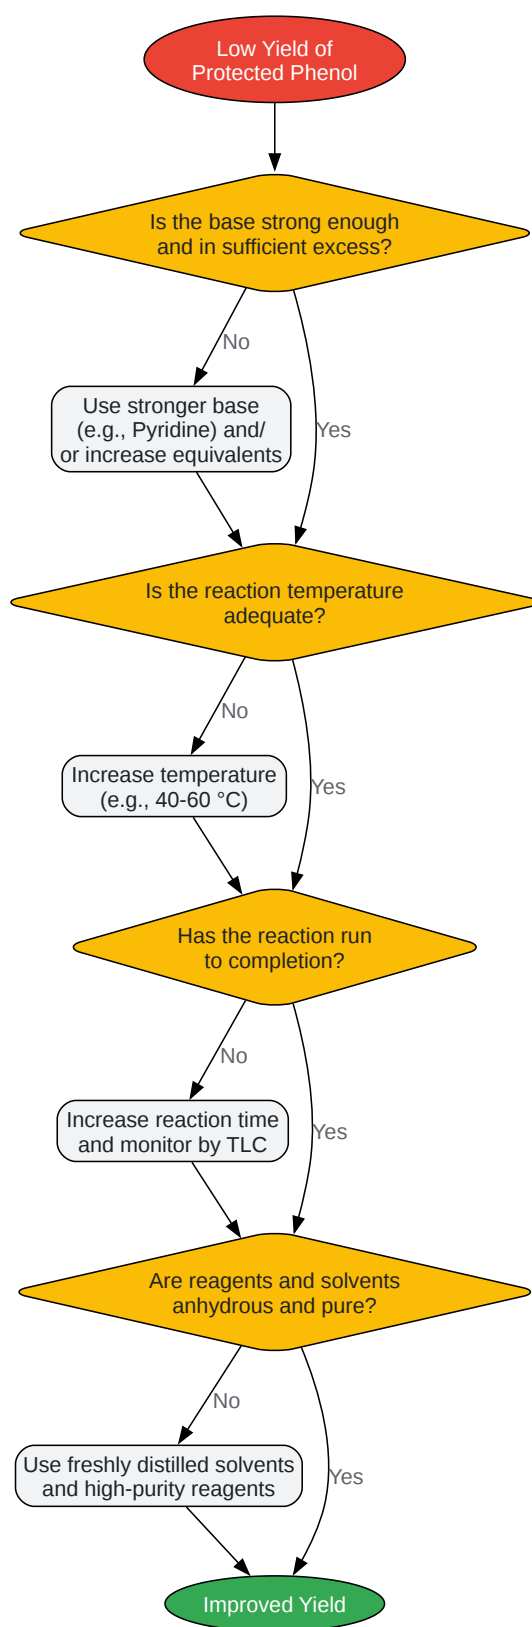 Low Yield of
Protected Phenol
Is the base strong enough
and in sufficient excess?
No
Use stronger base
(e.g., Pyridine) and/
or increase equivalents
Yes
Is the reaction temperature
adequate?
No
Increase temperature
(e.g., 40-60 °C)
Yes
Has the reaction run
to completion?
No
Increase reaction time
and monitor by TLC
Yes
Are reagents and solvents
anhydrous and pure?
No
Use freshly distilled solvents
and high-purity reagents
Yes
Improved Yield